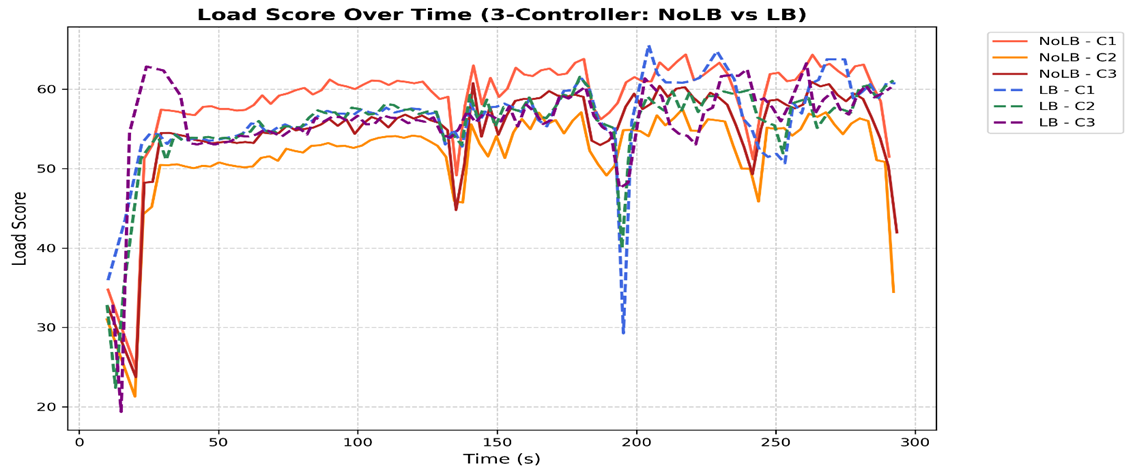 Load Score Over Time (3-Controller: NoLB vs LB)
NoLB - C1
NoLB - C2
NoLB - C3
LB - C1
LB - C2
LB - C3
Load Score
60
50
40
30
20
0 50 100 150 200 250 300
Time (s)